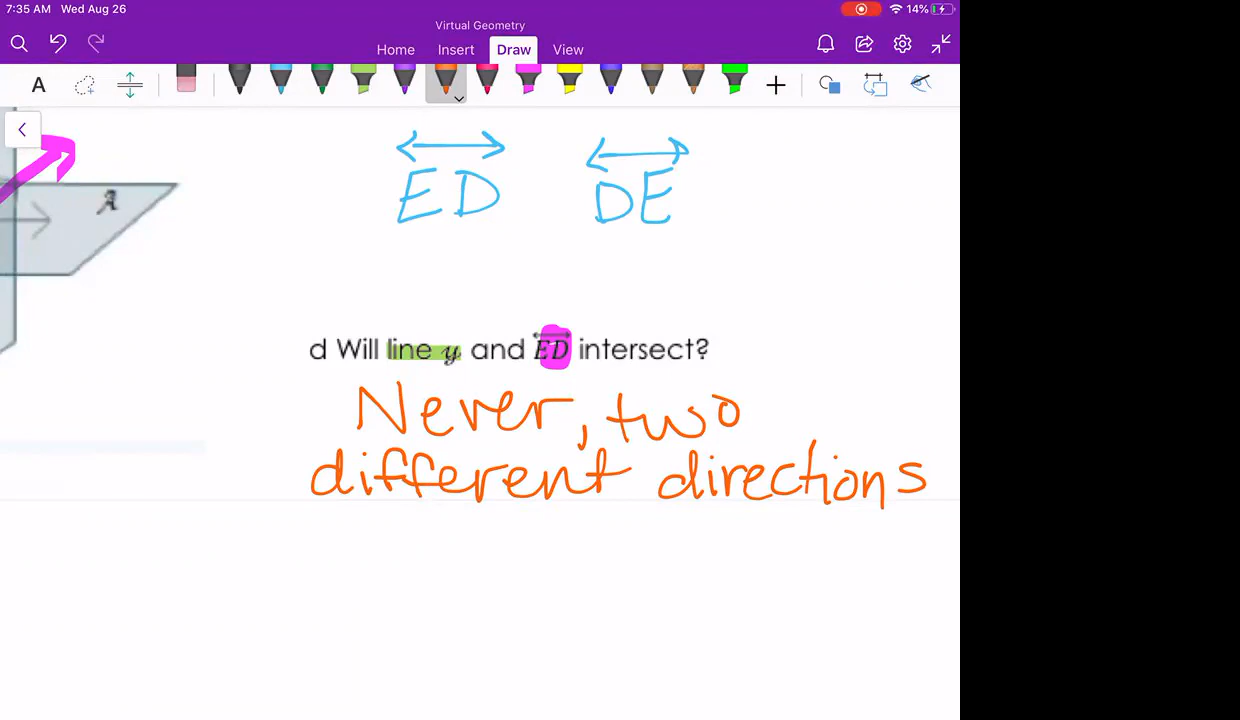 7:35 AM Wed Aug 26 14%
Virtual Geometry
Home Insert Draw View
A
ED DE
d Will line y and ED intersect?
Never, two
different directions